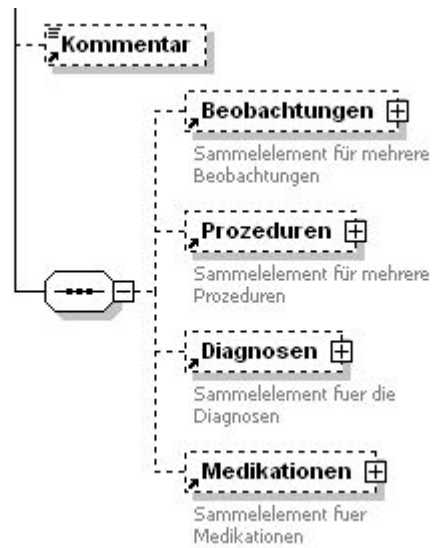 Kommentar
Beobachtungen
Sammelelement für mehrere
Beobachtungen
Prozeduren
Sammelelement für mehrere
Prozeduren
Diagnosen
Sammelelement fuer die
Diagnosen
Medikationen
Sammelelement fuer
Medikationen